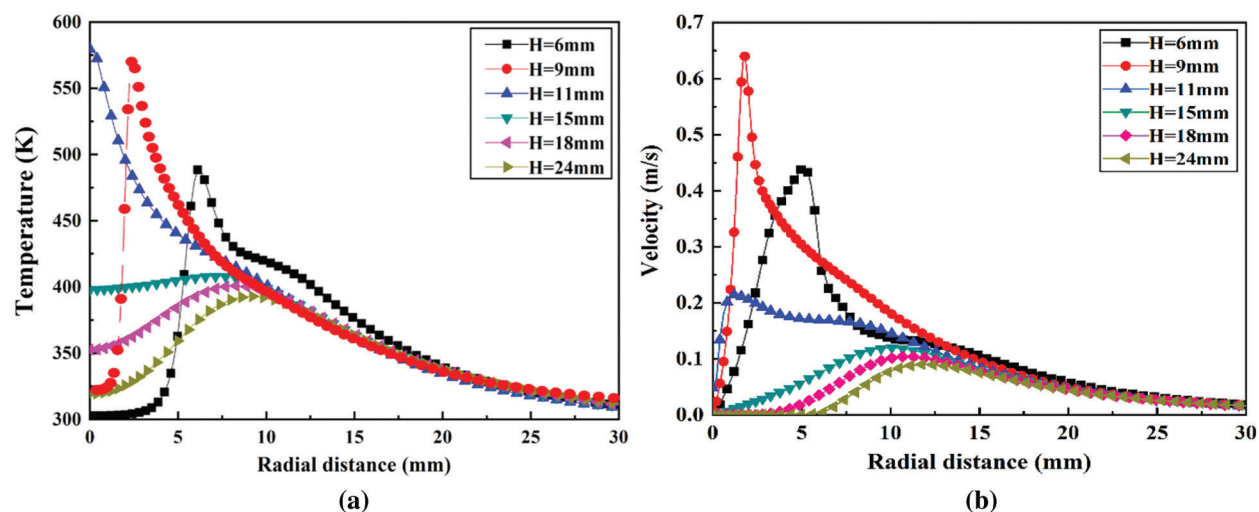 600
550
500
450
400
350
300
Temperature (K)
H=6mm
H=9mm
H=11mm
H=15mm
H=18mm
H=24mm
0 5 10 15 20 25 30
Radial distance (mm)
(a)
0.7
0.6
0.5
0.4
0.3
0.2
0.1
0.0
Velocity (m/s)
H=6mm
H=9mm
H=11mm
H=15mm
H=18mm
H=24mm
0 5 10 15 20 25 30
Radial distance (mm)
(b)